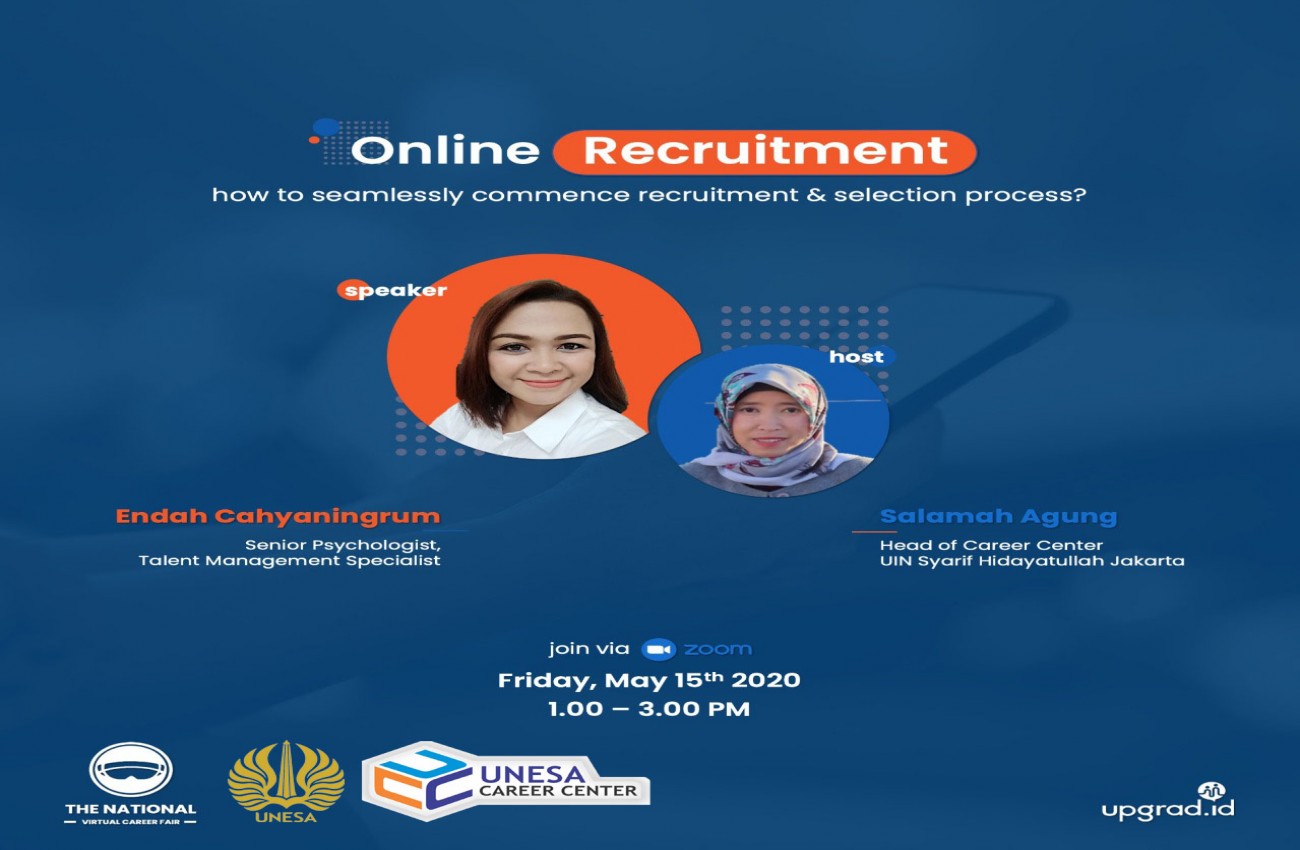 Online Recruitment
how to seamlessly commence recruitment & selection process?
speaker
host
Endah Cahyaningrum
Senior Psychologist,
Talent Management Specialist
Salamah Agung
Head of Career Center
UIN Syarif Hidayatullah Jakarta
join via zoom
Friday, May 15th 2020
1.00 – 3.00 PM
THE NATIONAL
VIRTUAL CAREER FAIR
UNESA
UCC
UNESA
CAREER CENTER
upgrad.id